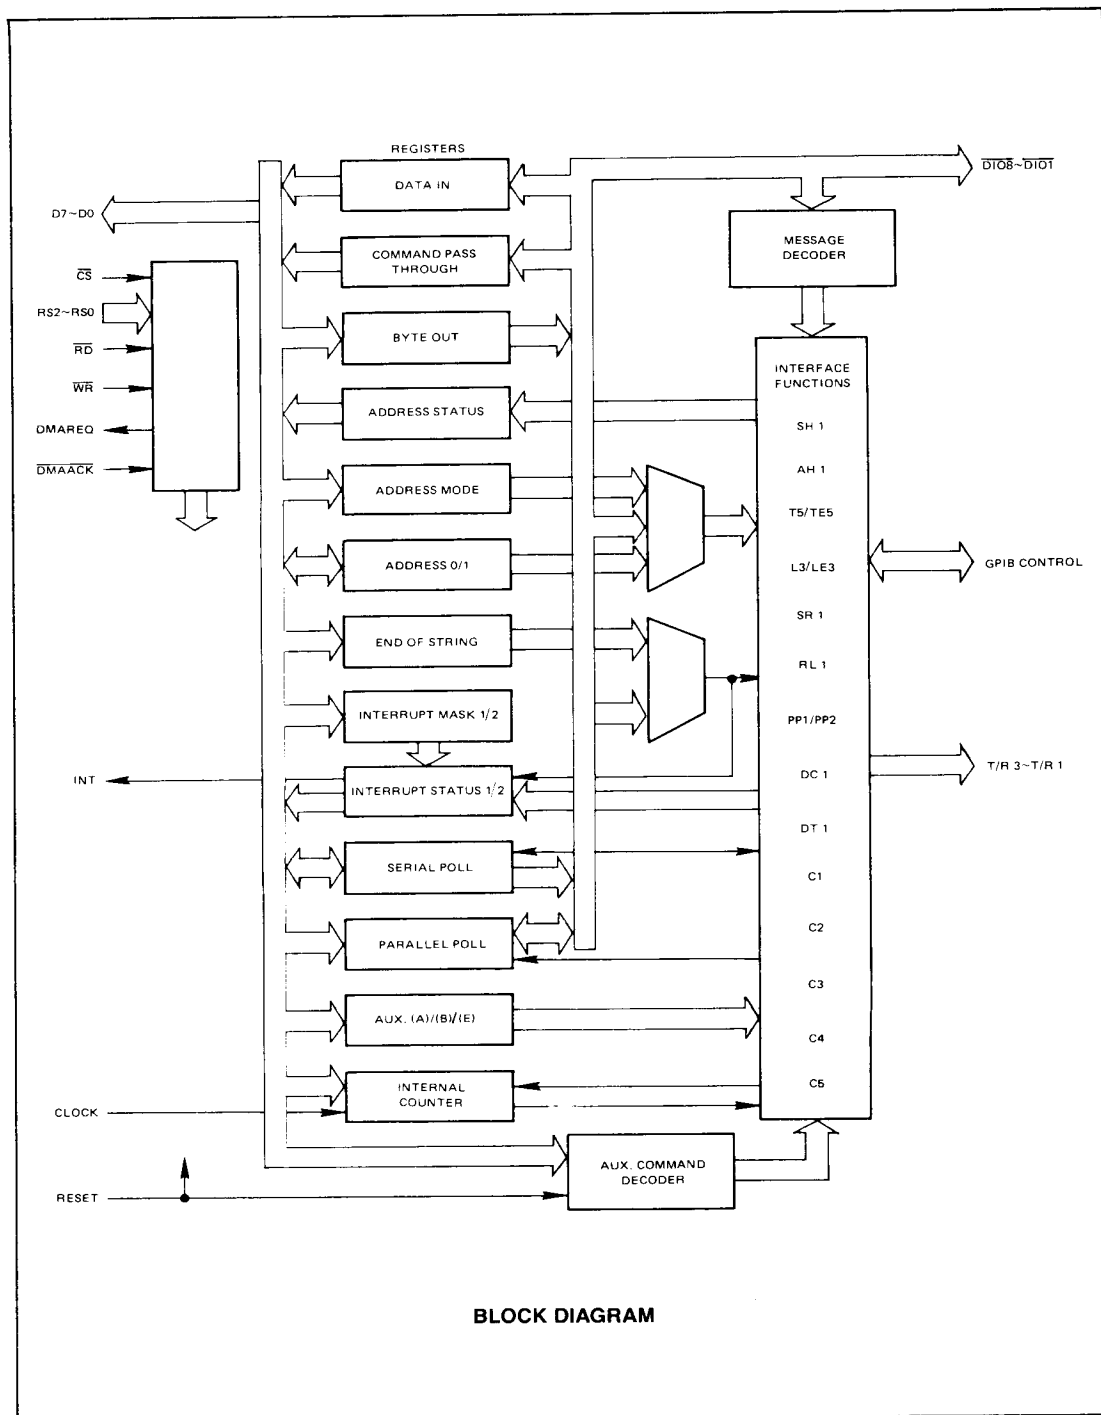 REGISTERS
DATA IN
COMMAND PASS
THROUGH
BYTE OUT
ADDRESS STATUS
ADDRESS MODE
ADDRESS 0/1
END OF STRING
INTERRUPT MASK 1/2
INTERRUPT STATUS 1/2
SERIAL POLL
PARALLEL POLL
AUX. (A)/(B)/(E)
INTERNAL
COUNTER
D7~D0
CS
RS2~RS0
RD
WR
DMAREQ
DMAACK
INT
CLOCK
RESET
DIO8~DIO1
MESSAGE
DECODER
INTERFACE
FUNCTIONS
SH 1
AH 1
T5/TE5
L3/LE3
SR 1
RL 1
PP1/PP2
DC 1
DT 1
C1
C2
C3
C4
C5
GPIB CONTROL
T/R 3~T/R 1
AUX. COMMAND
DECODER
BLOCK DIAGRAM